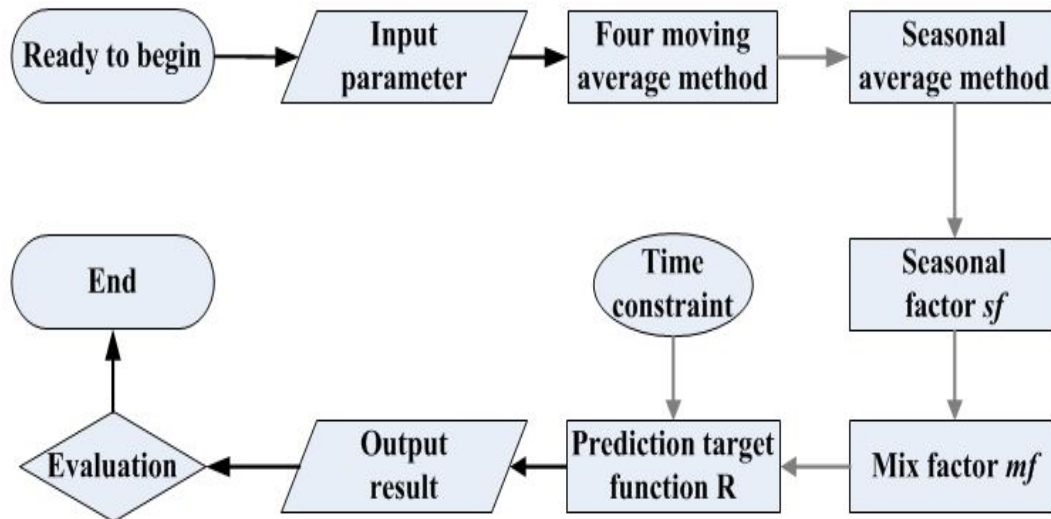 Ready to begin
Input
parameter
Four moving
average method
Seasonal
average method
Seasonal
factor sf
Mix factor mf
Time
constraint
Prediction target
function R
Output
result
Evaluation
End